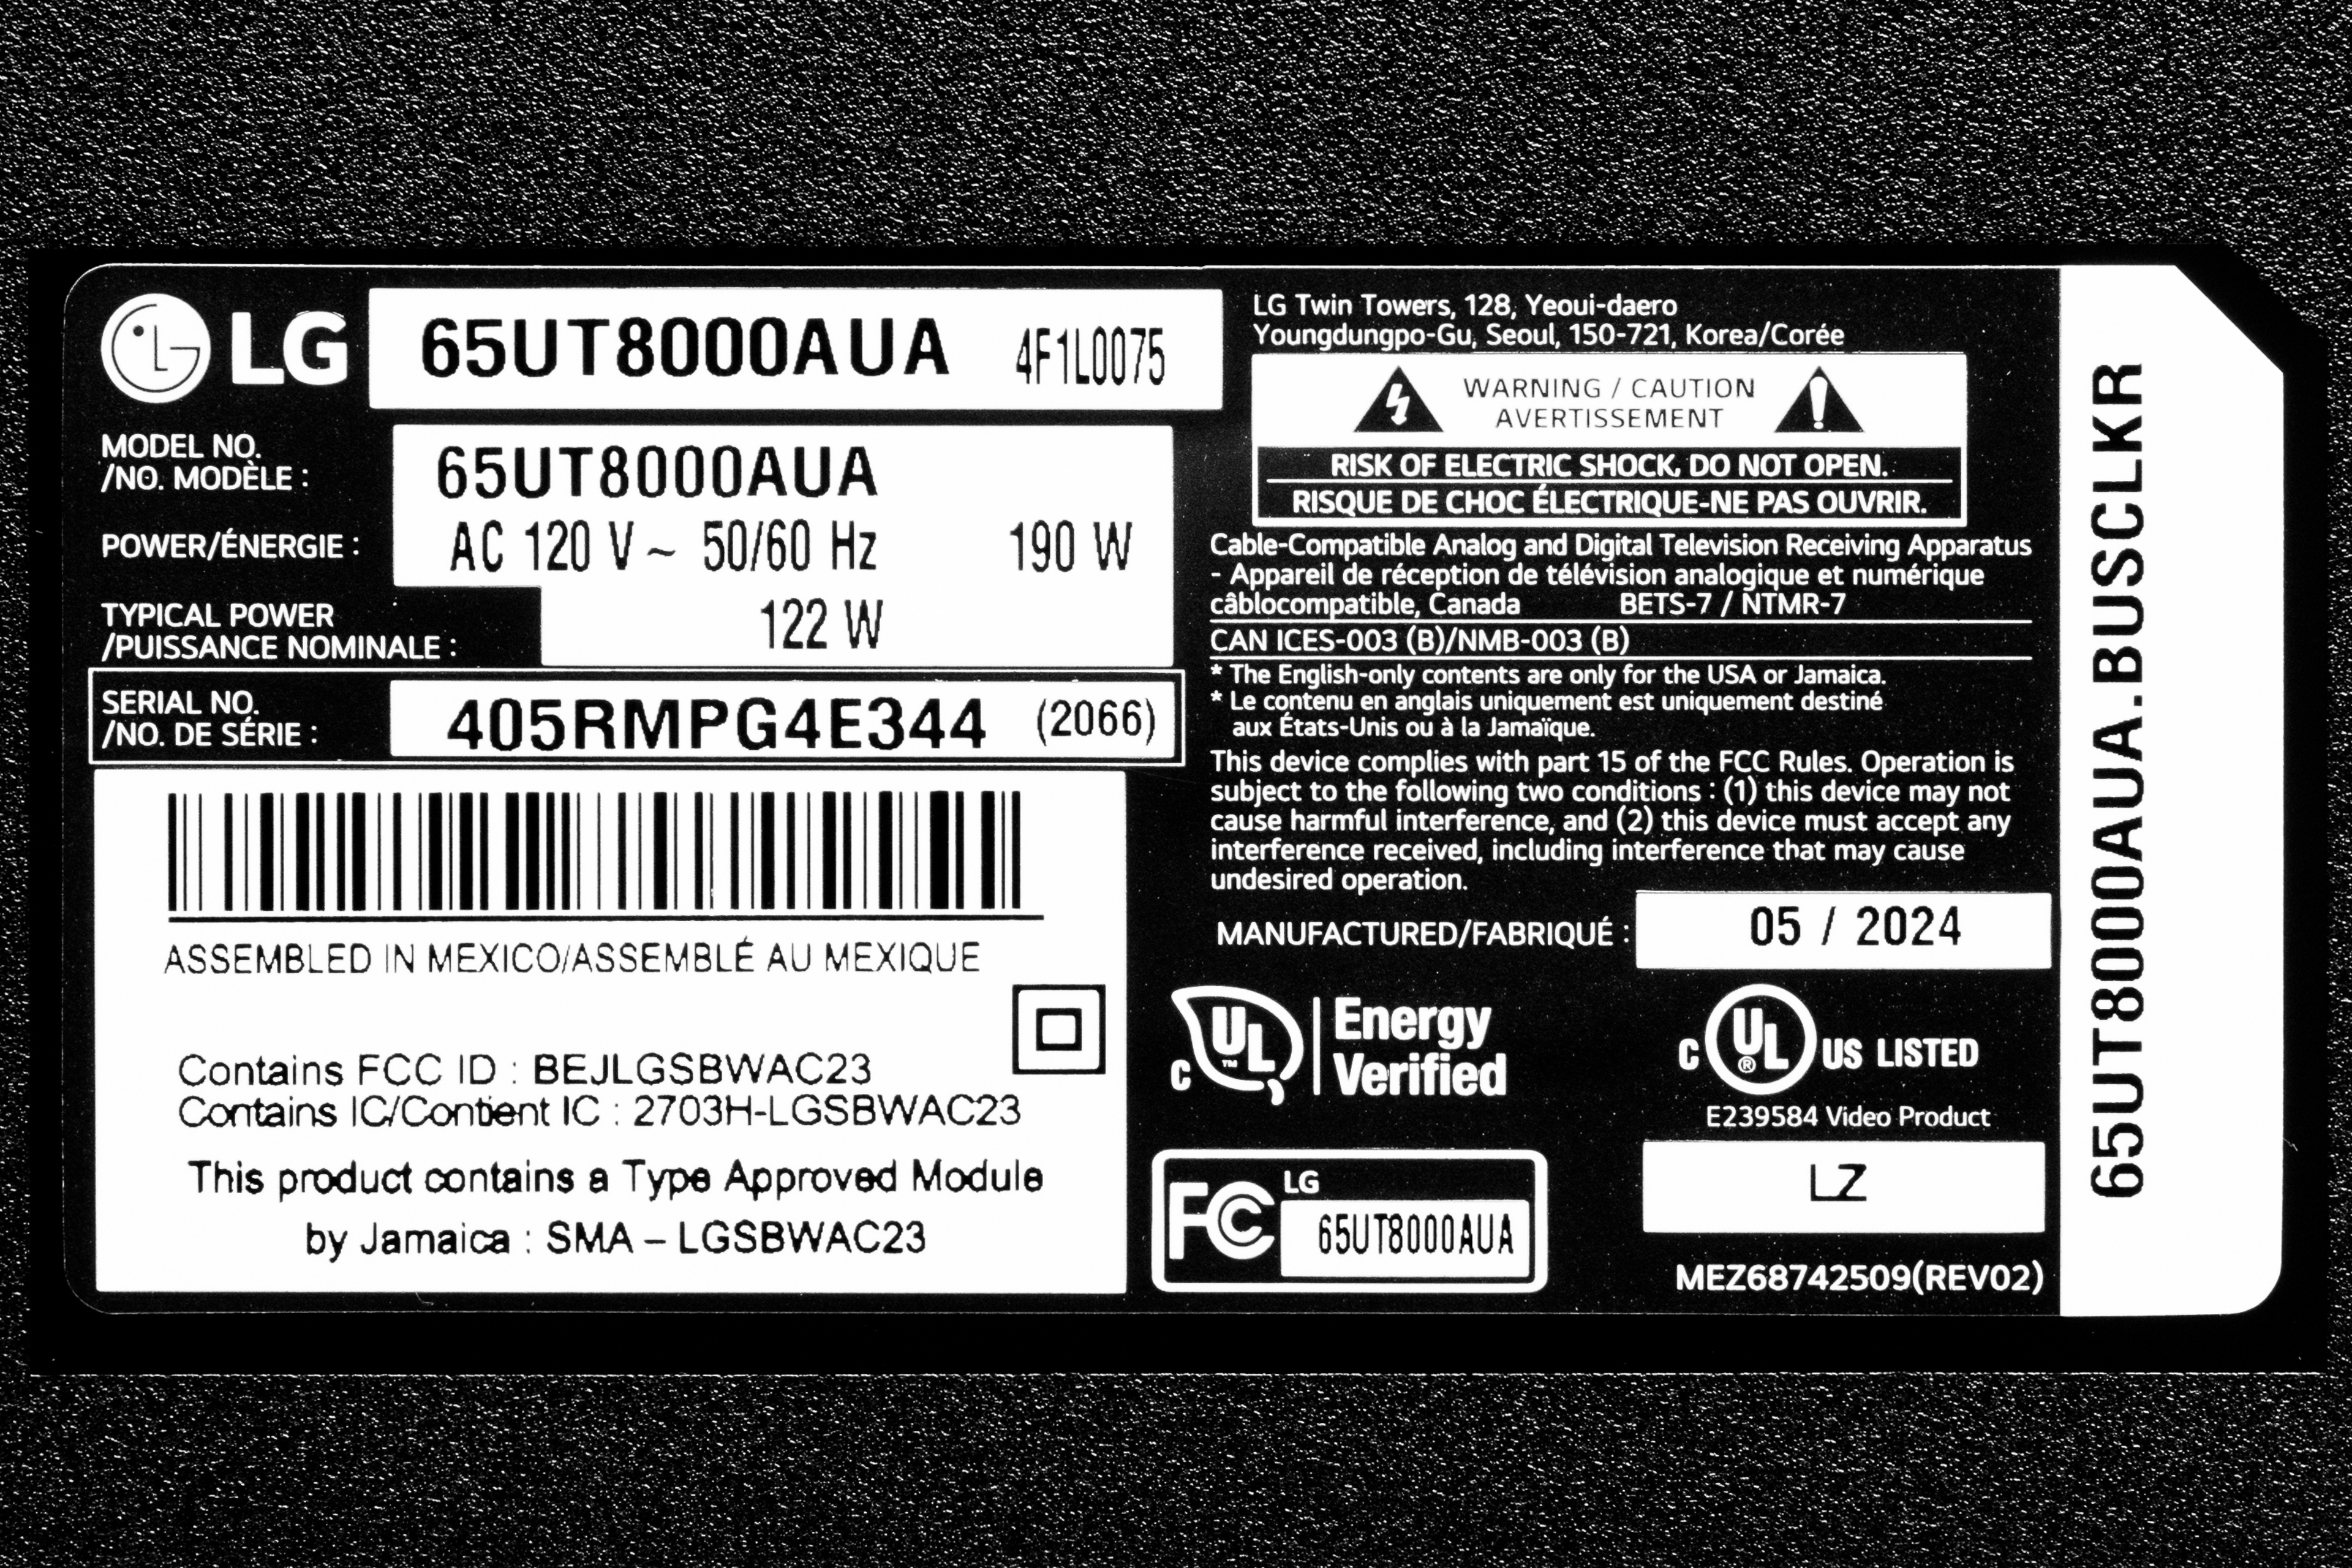 LG 65UT8000AUA 4F1L0075
MODEL NO.
/NO. MODÈLE : 65UT8000AUA
POWER/ÉNERGIE : AC 120 V ~ 50/60 Hz 190 W
TYPICAL POWER
/PUISSANCE NOMINALE : 122 W
SERIAL NO.
/NO. DE SÉRIE : 405RMPG4E344 (2066)
ASSEMBLED IN MEXICO/ASSEMBLÉ AU MEXIQUE
Contains FCC ID : BEJLGSBWAC23
Contains IC/Contient IC : 2703H-LGSBWAC23
This product contains a Type Approved Module
by Jamaica : SMA – LGSBWAC23
LG Twin Towers, 128, Yeoui-daero
Youngdungpo-Gu, Seoul, 150-721, Korea/Corée
WARNING / CAUTION
AVERTISSEMENT
RISK OF ELECTRIC SHOCK, DO NOT OPEN.
RISQUE DE CHOC ÉLECTRIQUE-NE PAS OUVRIR.
Cable-Compatible Analog and Digital Television Receiving Apparatus
- Appareil de réception de télévision analogique et numérique
câblocompatible, Canada BETS-7 / NTMR-7
CAN ICES-003 (B)/NMB-003 (B)
* The English-only contents are only for the USA or Jamaica.
* Le contenu en anglais uniquement est uniquement destiné
aux États-Unis ou à la Jamaïque.
This device complies with part 15 of the FCC Rules. Operation is
subject to the following two conditions : (1) this device may not
cause harmful interference, and (2) this device must accept any
interference received, including interference that may cause
undesired operation.
MANUFACTURED/FABRIQUÉ : 05 / 2024
C UL ™ Energy
Verified
C UL ® US LISTED
E239584 Video Product
FC LG
65UT8000AUA
LZ
MEZ68742509(REV02)
65UT8000AUA.BUSCLKR